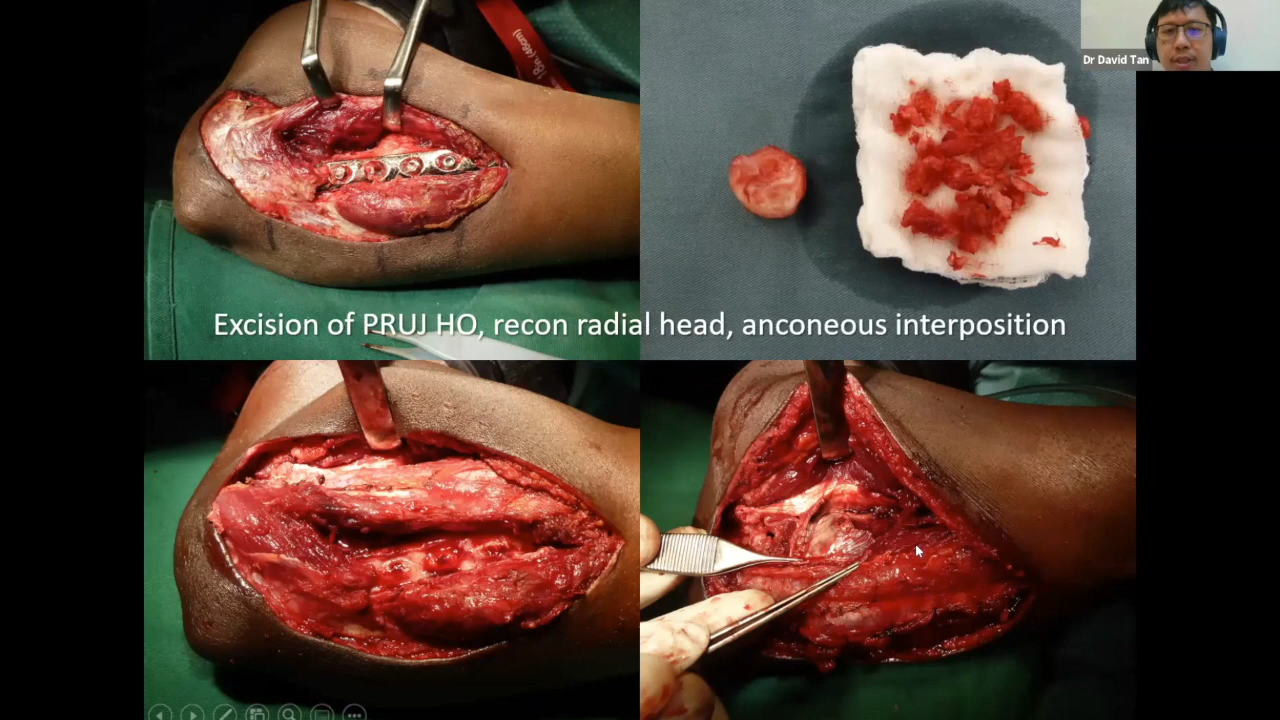 Dr David Tan
Excision of PRUJ HO, recon radial head, anconeous interposition